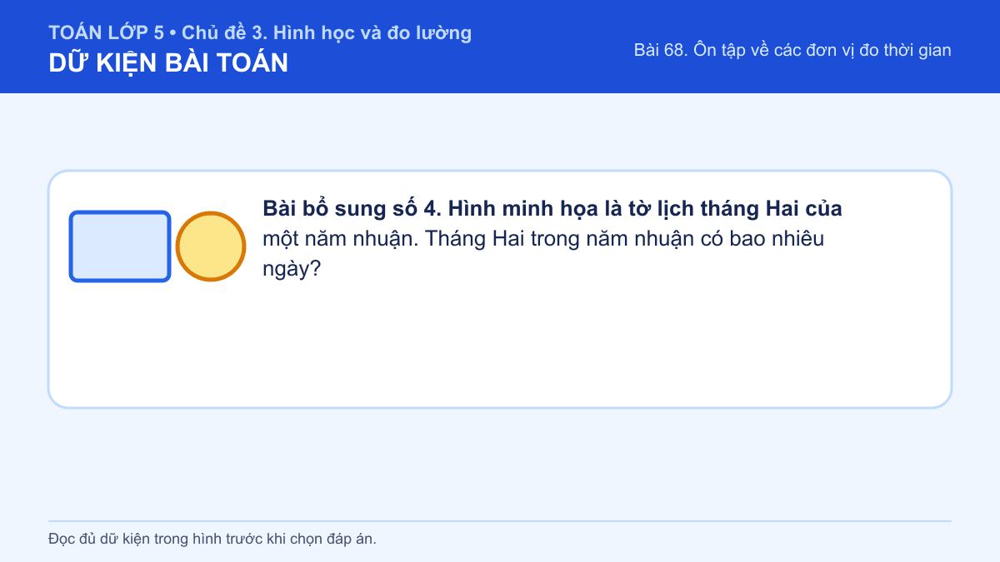 TOÁN LỚP 5 • Chủ đề 3. Hình học và đo lường
DỮ KIỆN BÀI TOÁN
Bài 68. Ôn tập về các đơn vị đo thời gian
Bài bổ sung số 4. Hình minh họa là tờ lịch tháng Hai của
một năm nhuận. Tháng Hai trong năm nhuận có bao nhiêu
ngày?
Đọc đủ dữ kiện trong hình trước khi chọn đáp án.